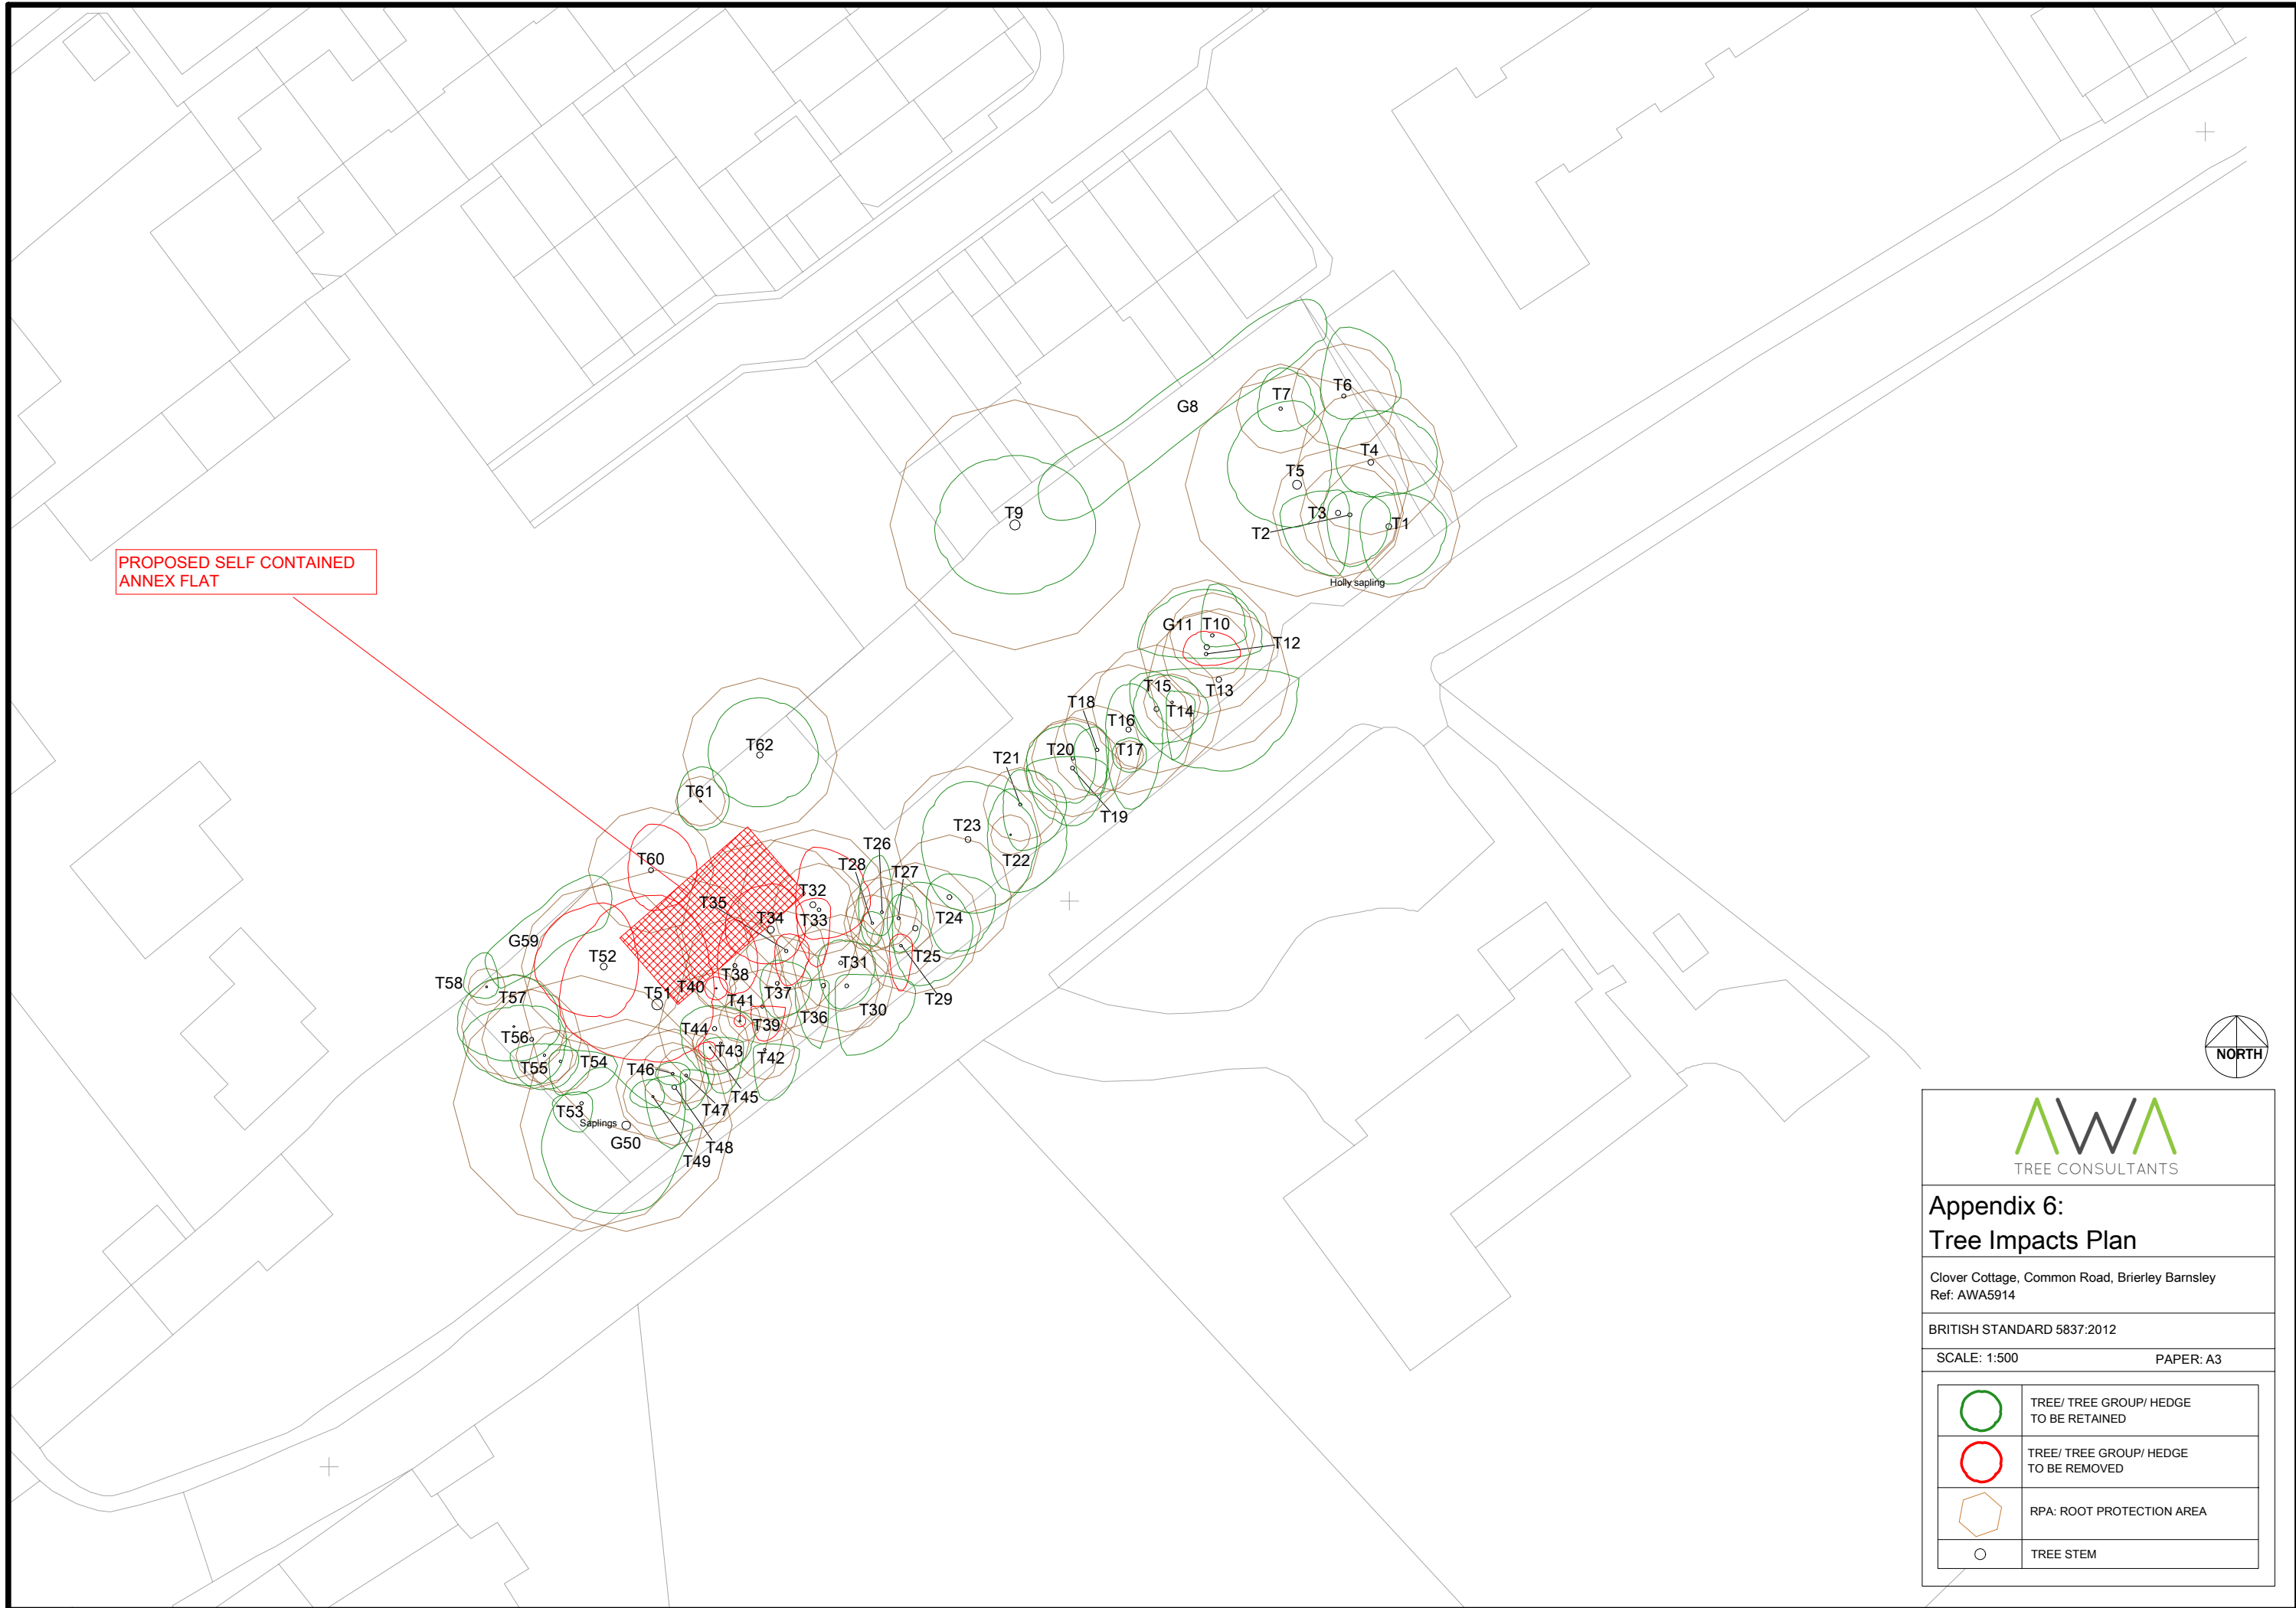 G8
T7
T6
T4
T5
T9
T3
T1
T2
PROPOSED SELF CONTAINED
ANNEX FLAT
Holly sapling
G11
T10
T12
T13
T15
T14
T18
T16
T17
T20
T62
T21
T19
T61
T23
T26
T22
T60
T28
T27
T32
T35
T33
T34
T24
G59
T52
T31
T25
T38
T58
T40
T37
T57
T51
T41
T29
T36
T30
T39
T44
T56
T43
T42
T54
T55
T46
T45
T47
T53
Saplings
G50
T48
T49
NORTH
AWA
TREE CONSULTANTS
Appendix 6:
Tree Impacts Plan
Clover Cottage, Common Road, Brierley Barnsley
Ref: AWA5914
BRITISH STANDARD 5837:2012
SCALE: 1:500 PAPER: A3
TREE/ TREE GROUP/ HEDGE
TO BE RETAINED
TREE/ TREE GROUP/ HEDGE
TO BE REMOVED
RPA: ROOT PROTECTION AREA
TREE STEM